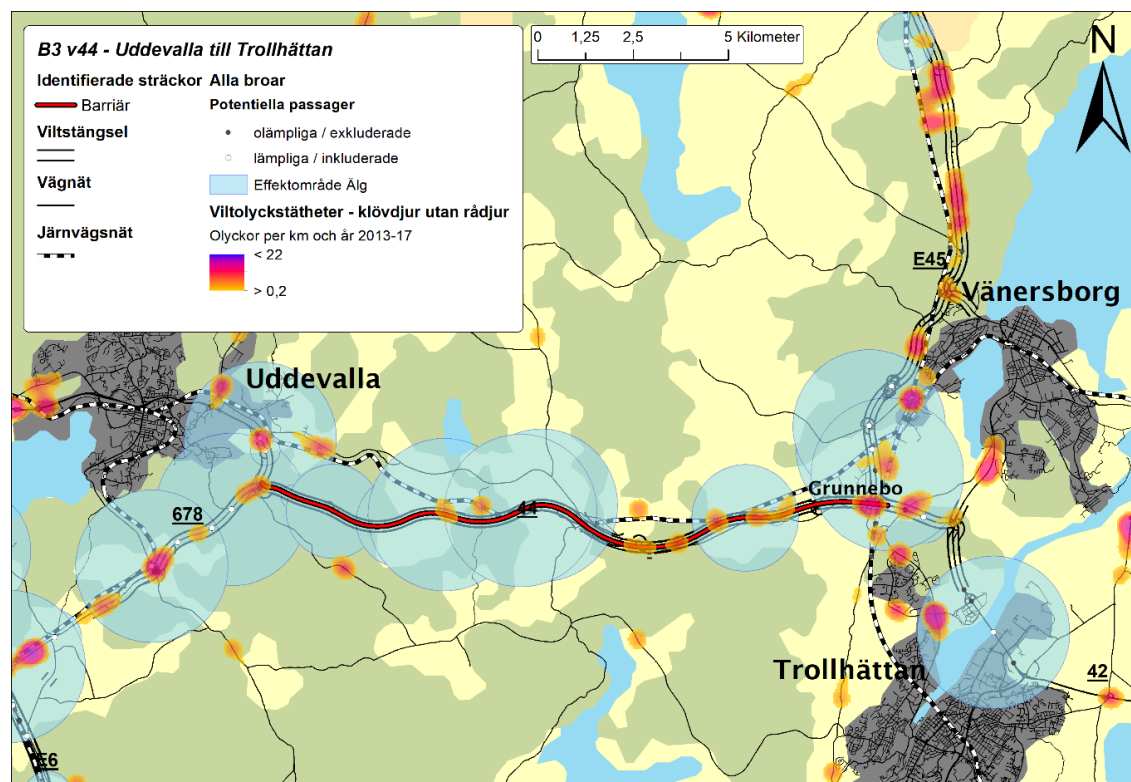 B3 v44 - Uddevalla till Trollhättan
Identifierade sträckor
Barriär
Viltstängsel
Vägnät
Järnvägsnät
Alla broar
Potentiella passager
olämpliga / exkluderade
lämpliga / inkluderade
Effektområde Älg
Viltolyckstätheter - klövdjur utan rådjur
Olyckor per km och år 2013-17
< 22
> 0,2
0 1,25 2,5 5 Kilometer
N
E45
Vänersborg
Uddevalla
678
44
Grunnebo
Trollhättan
42
E6